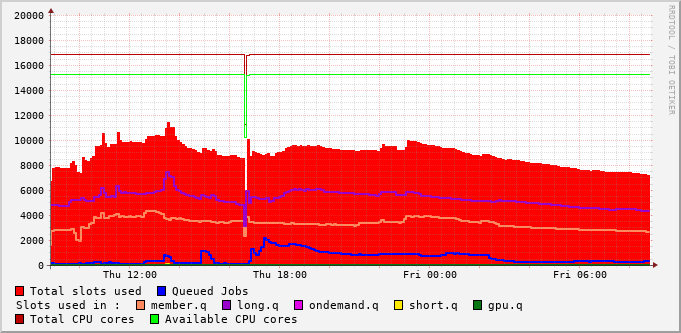 20000
18000
16000
14000
12000
10000
8000
6000
4000
2000
0
Thu 12:00 Thu 18:00 Fri 00:00 Fri 06:00
RRDTOOL / TOBI OETIKER
Total slots used Queued Jobs
Slots used in : member.q long.q ondemand.q short.q gpu.q
Total CPU cores Available CPU cores